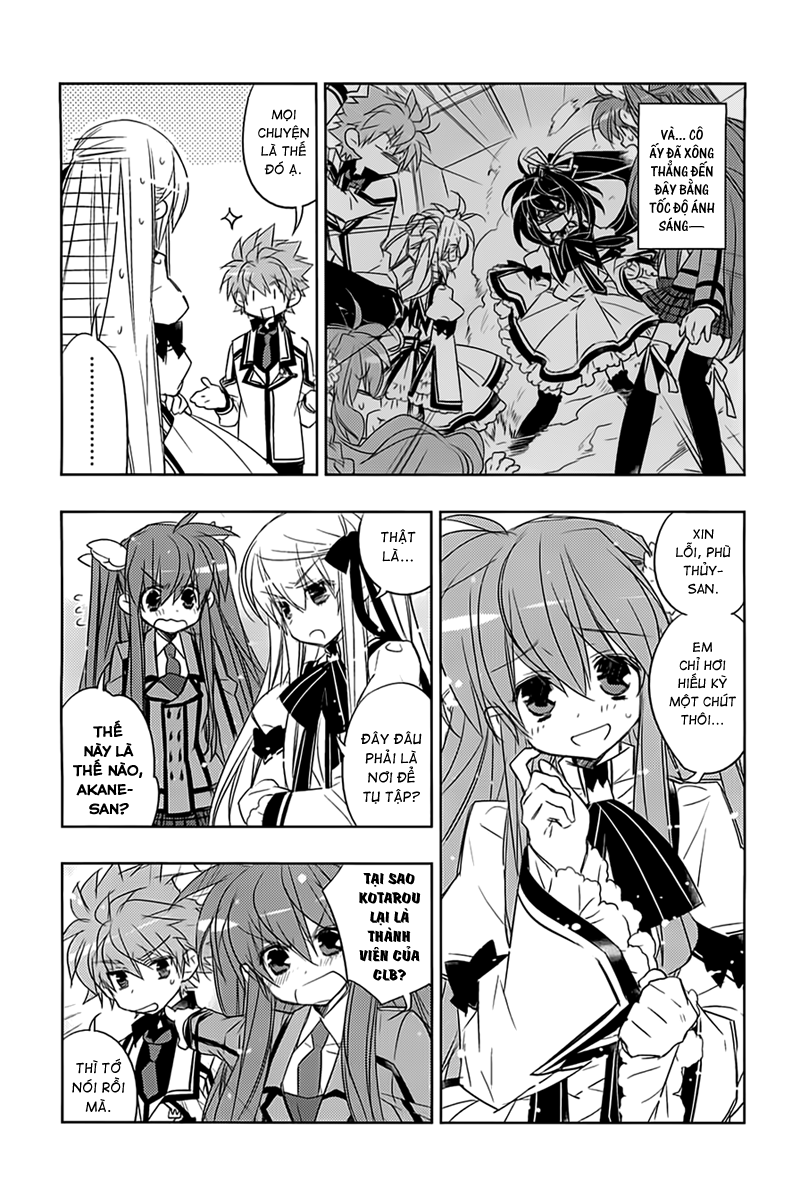 VÀ... CÔ
ẤY ĐÃ XÔNG
THẲNG ĐẾN
ĐÂY BẰNG
TỐC ĐỘ ÁNH
SÁNG—
MỌI
CHUYỆN
LÀ THẾ
ĐÓ Ạ.
.........
XIN
LỖI, PHÙ
THỦY-
SAN.
EM
CHỈ HƠI
HIẾU KỲ
MỘT CHÚT
THÔI...
THẬT
LÀ...
ĐÂY ĐÂU
PHẢI LÀ
NƠI ĐỂ
TỤ TẬP?
THẾ
NÀY LÀ
THẾ NÀO,
AKANE-
SAN?
TẠI SAO
KOTAROU
LẠI LÀ
THÀNH
VIÊN CỦA
CLB?
THÌ TỚ
NÓI RỒI
MÀ.